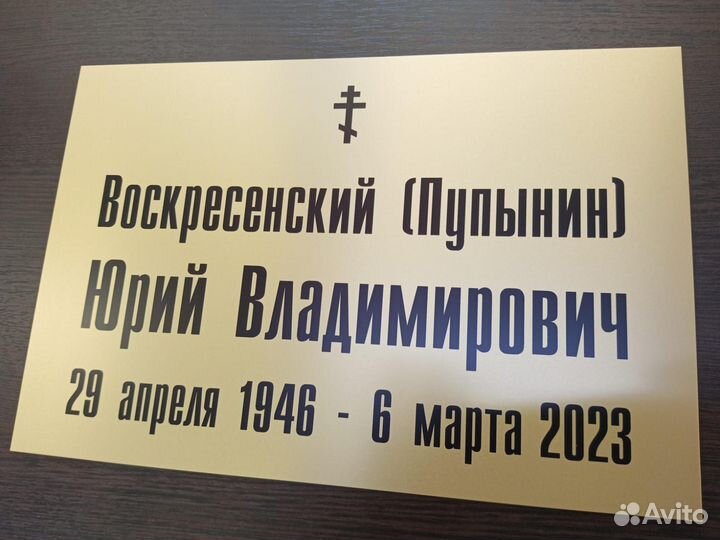 Воскресенский (Пупынин)
Юрий Владимирович
29 апреля 1946 - 6 марта 2023
Avito